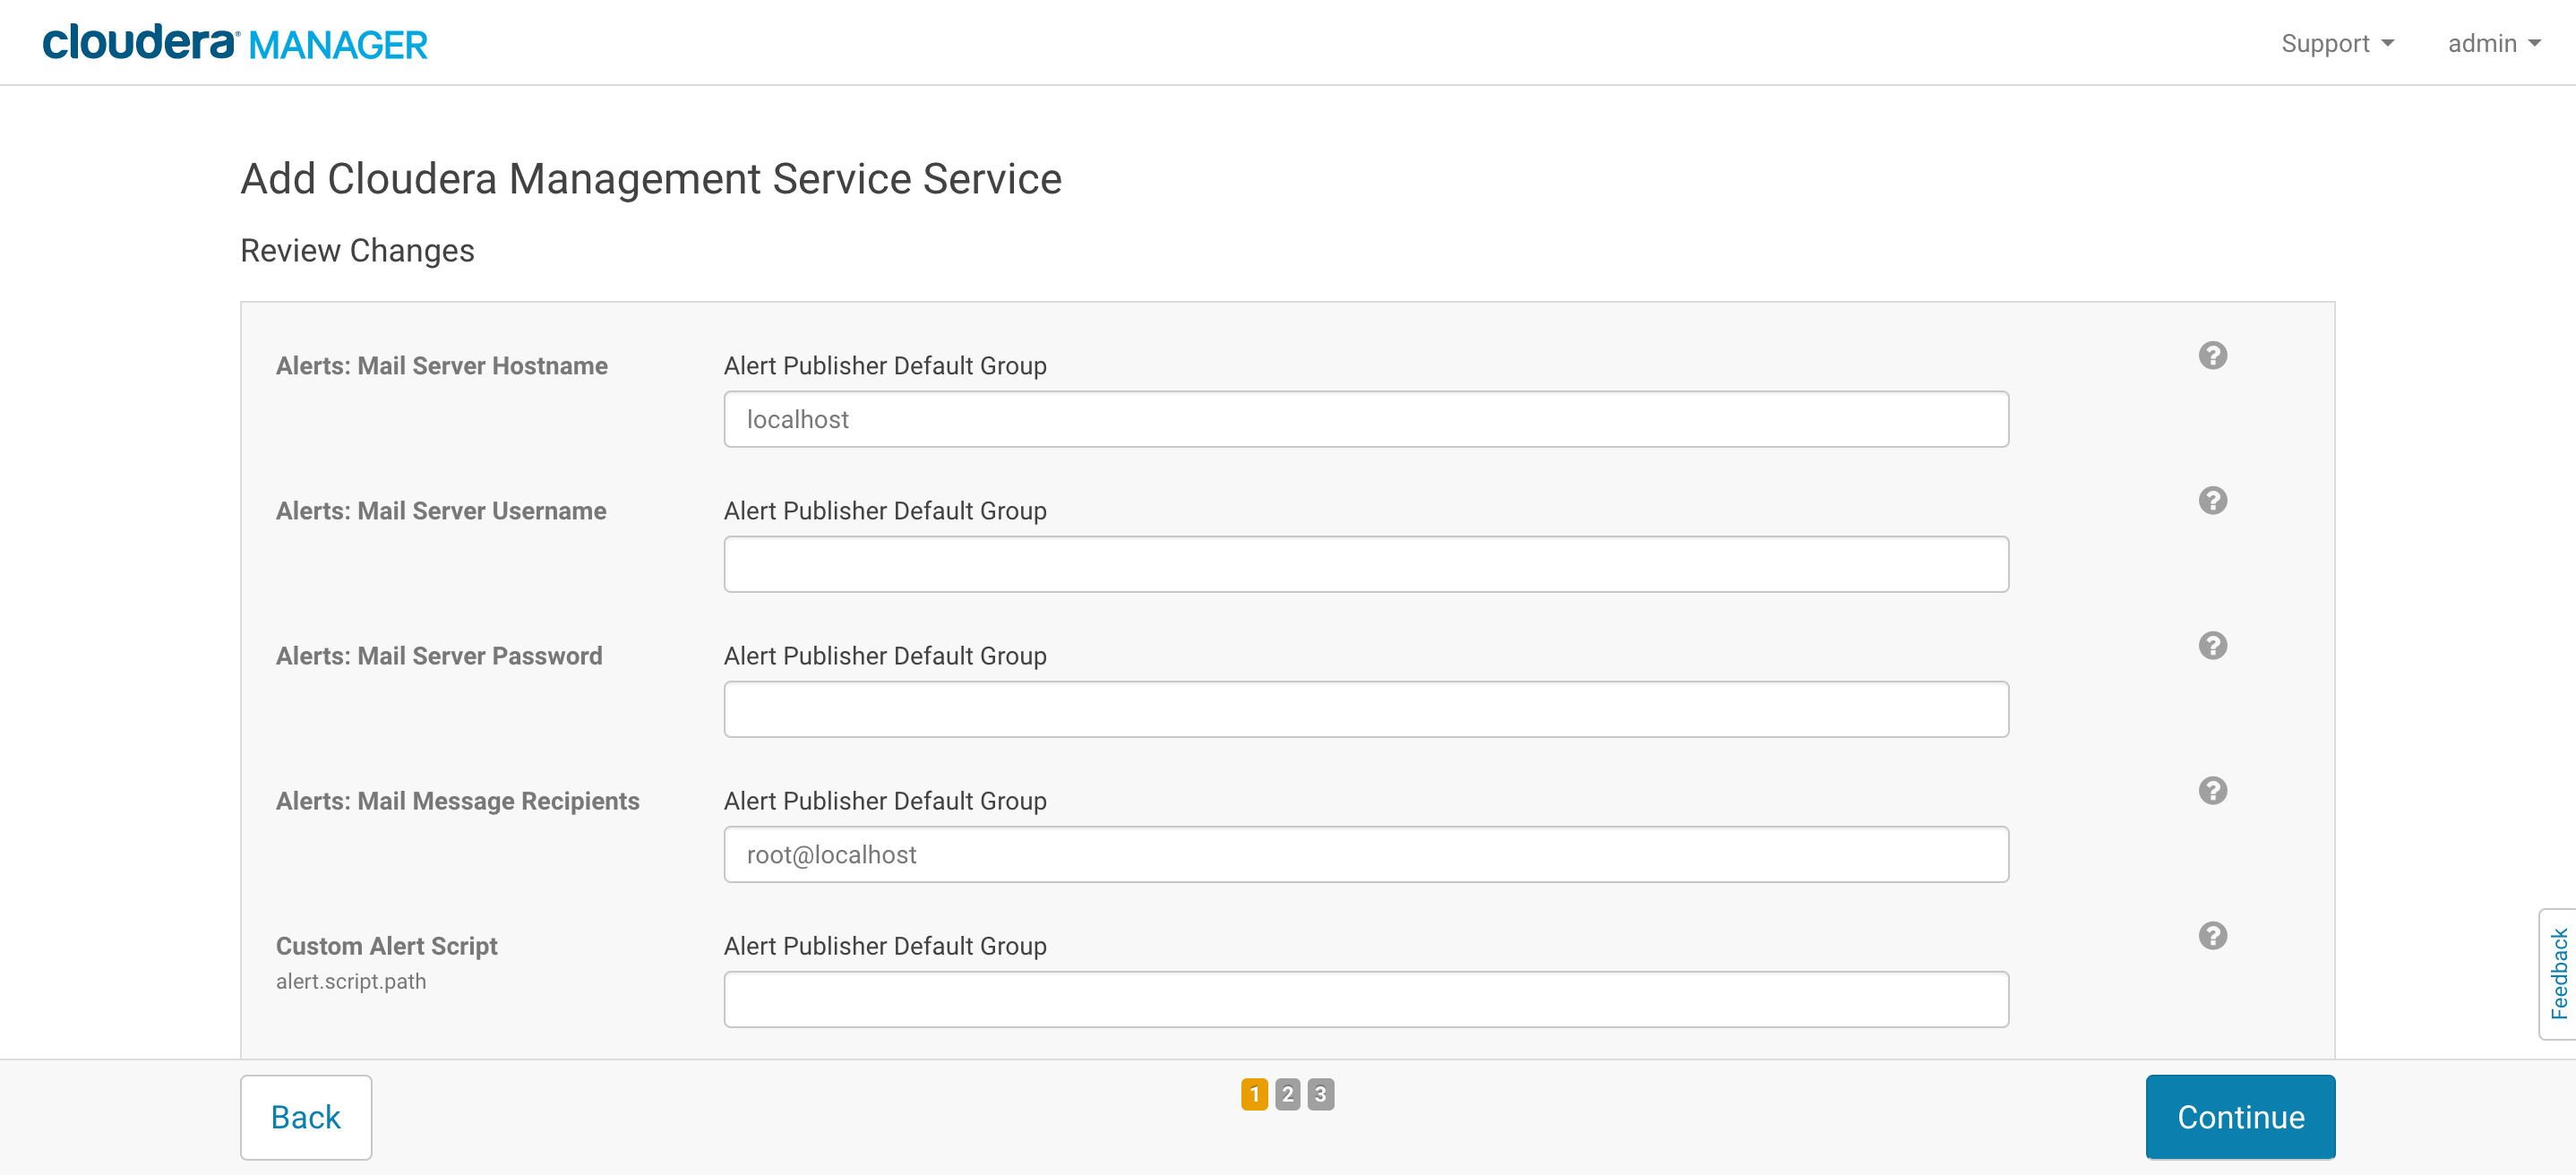 cloudera® MANAGER
Support
admin
Add Cloudera Management Service Service
Review Changes
Alerts: Mail Server Hostname
Alert Publisher Default Group
localhost
Alerts: Mail Server Username
Alert Publisher Default Group
Alerts: Mail Server Password
Alert Publisher Default Group
Alerts: Mail Message Recipients
Alert Publisher Default Group
root@localhost
Custom Alert Script
alert.script.path
Alert Publisher Default Group
Feedback
Back
1 2 3
Continue